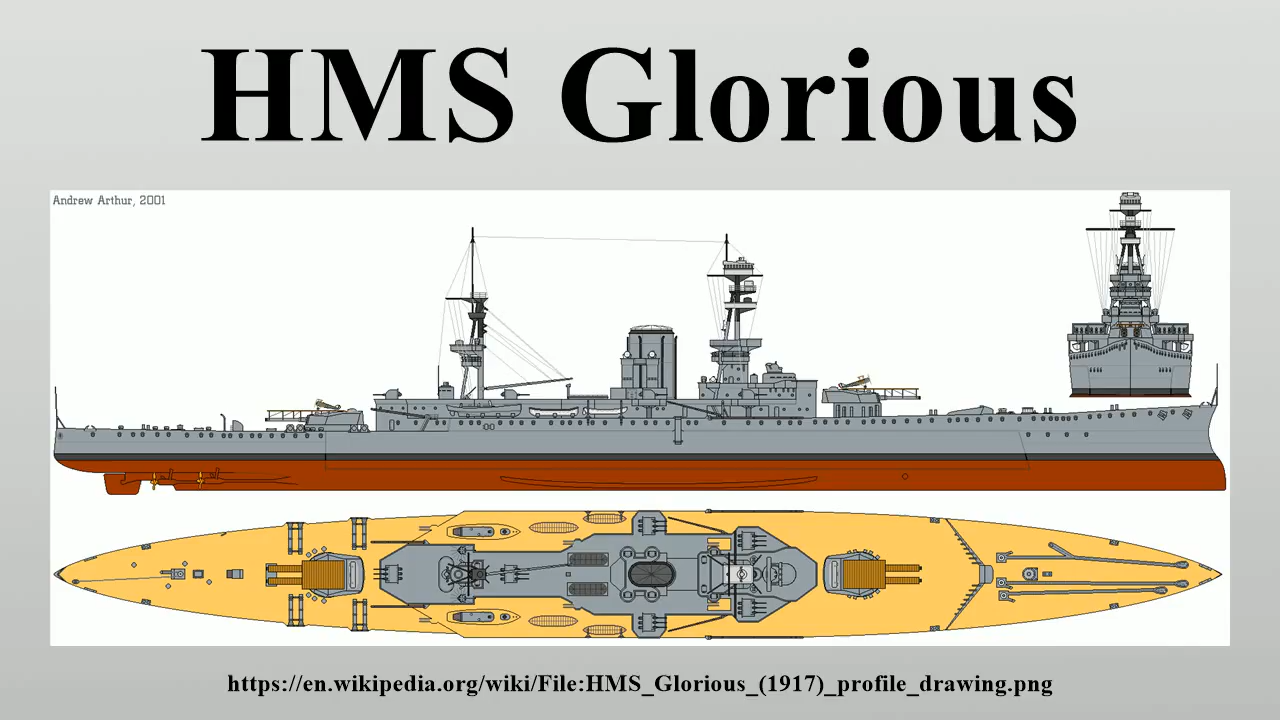 HMS Glorious
Andrew Arthur, 2001
https://en.wikipedia.org/wiki/File:HMS_Glorious_(1917)_profile_drawing.png